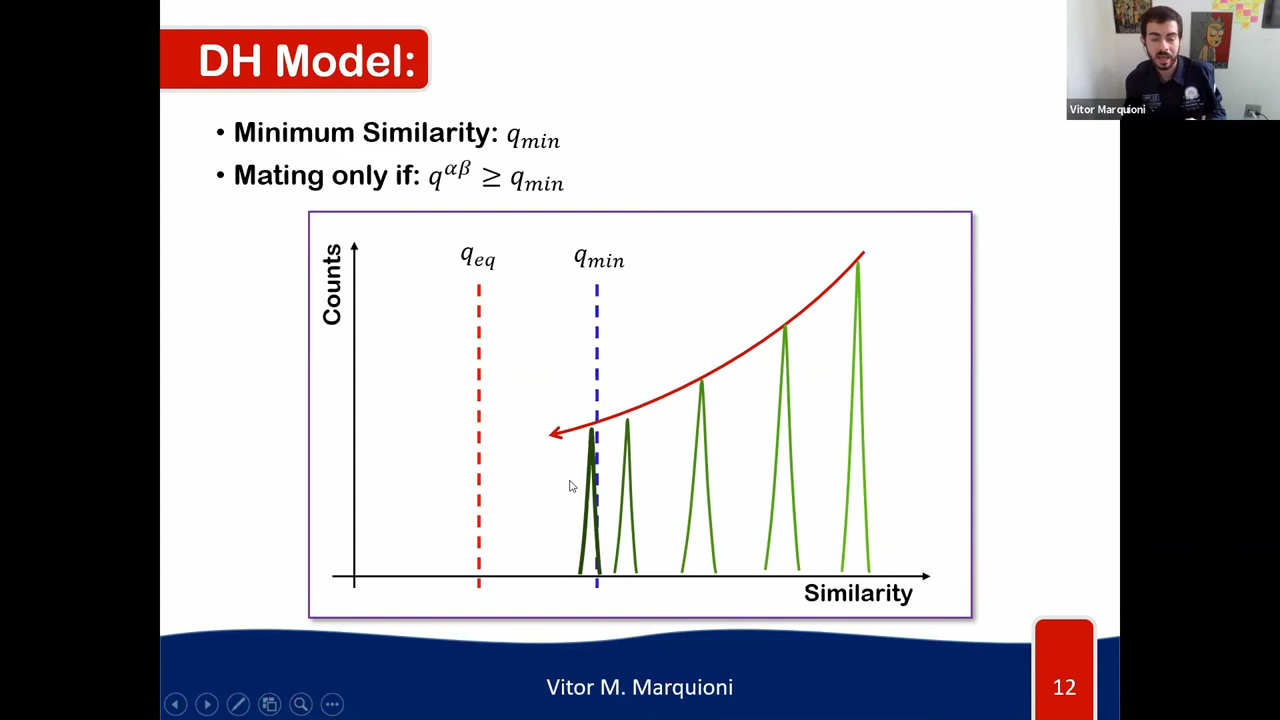 DH Model:
• Minimum Similarity: q_min
• Mating only if: q^αβ ≥ q_min
Counts
q_eq
q_min
Similarity
Vitor M. Marquioni
12
Vitor Marquioni